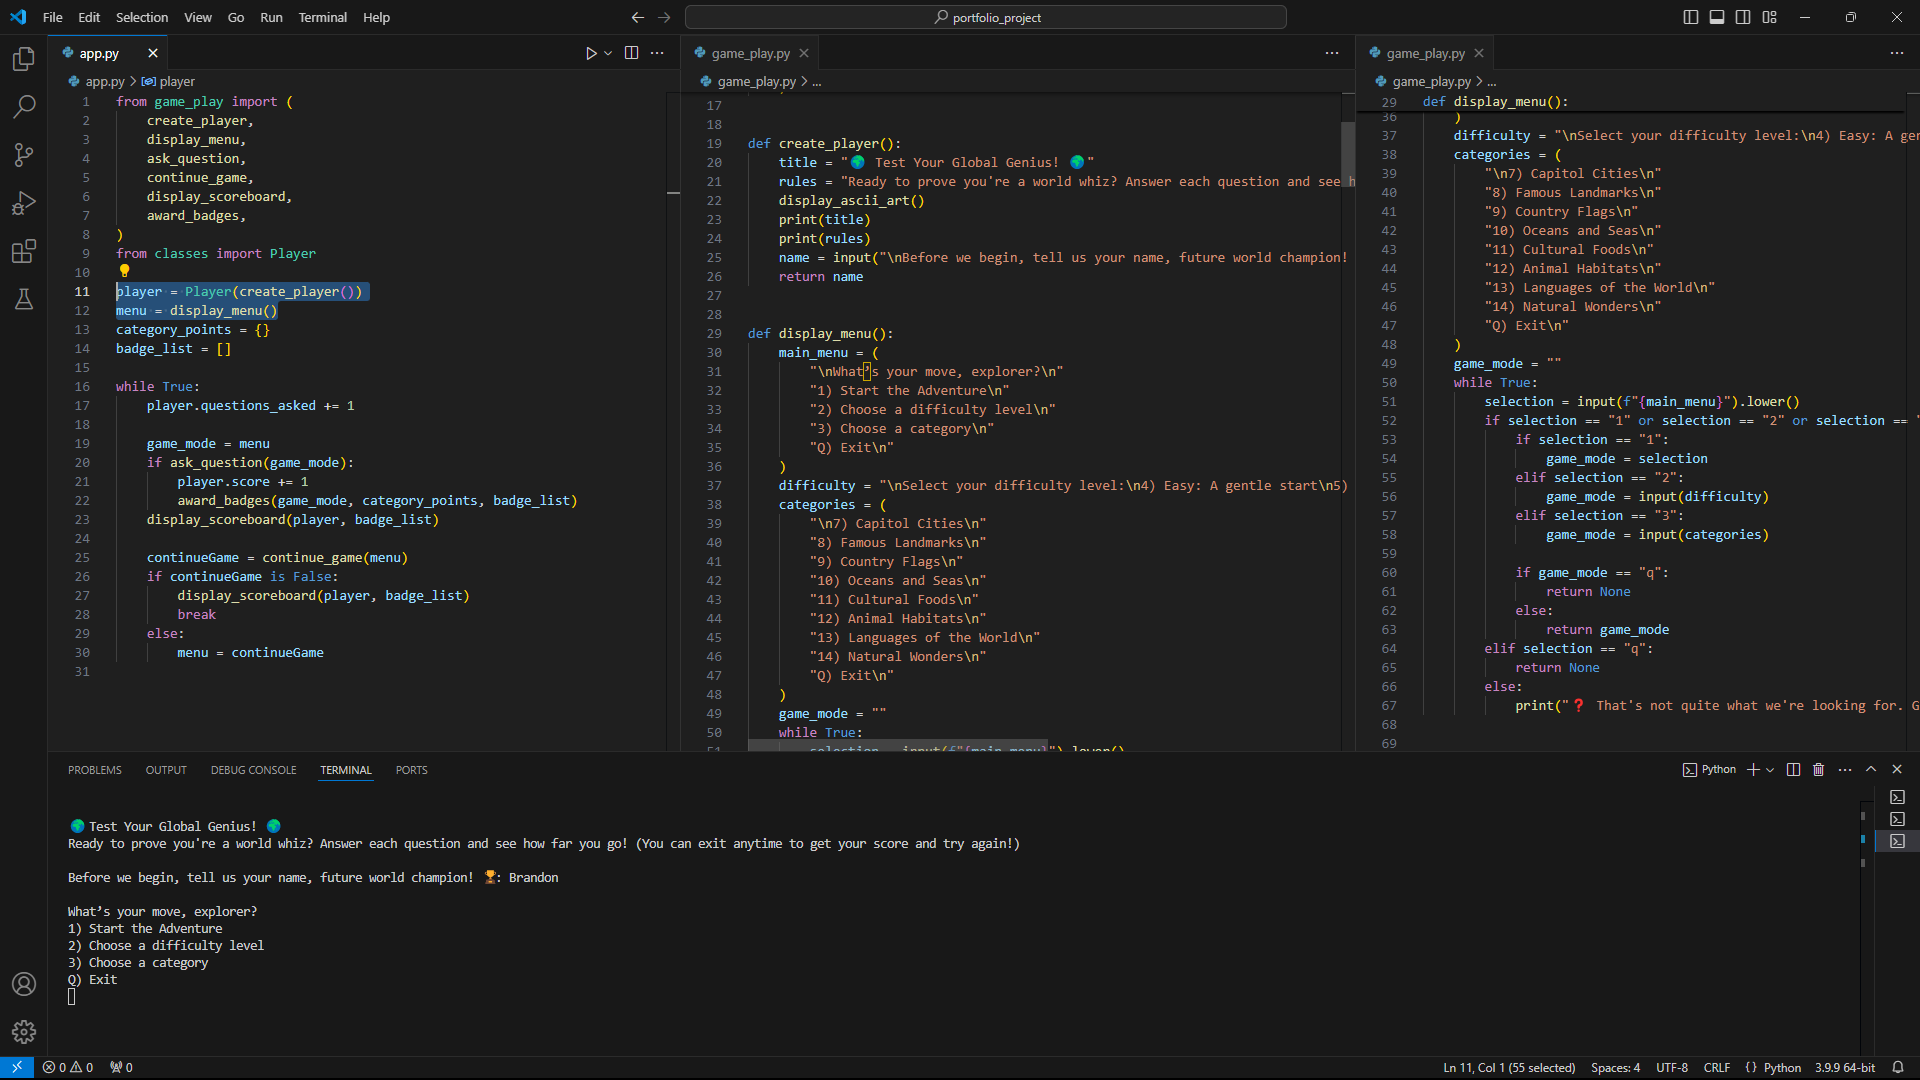 File Edit Selection View Go Run Terminal Help
portfolio_project
app.py
app.py > player
1 from game_play import (
2     create_player,
3     display_menu,
4     ask_question,
5     continue_game,
6     display_scoreboard,
7     award_badges,
8 )
9 from classes import Player
10
11 player = Player(create_player())
12 menu = display_menu()
13 category_points = {}
14 badge_list = []
15
16 while True:
17     player.questions_asked += 1
18
19     game_mode = menu
20     if ask_question(game_mode):
21         player.score += 1
22         award_badges(game_mode, category_points, badge_list)
23     display_scoreboard(player, badge_list)
24
25     continueGame = continue_game(menu)
26     if continueGame is False:
27         display_scoreboard(player, badge_list)
28         break
29     else:
30         menu = continueGame
31
game_play.py
game_play.py > ...
17
18
19 def create_player():
20     title = "🌍 Test Your Global Genius! 🌍"
21     rules = "Ready to prove you're a world whiz? Answer each question and see h
22     display_ascii_art()
23     print(title)
24     print(rules)
25     name = input("\nBefore we begin, tell us your name, future world champion!
26     return name
27
28
29 def display_menu():
30     main_menu = (
31         "\nWhat’s your move, explorer?\n"
32         "1) Start the Adventure\n"
33         "2) Choose a difficulty level\n"
34         "3) Choose a category\n"
35         "Q) Exit\n"
36     )
37     difficulty = "\nSelect your difficulty level:\n4) Easy: A gentle start\n5)
38     categories = (
39         "\n7) Capitol Cities\n"
40         "8) Famous Landmarks\n"
41         "9) Country Flags\n"
42         "10) Oceans and Seas\n"
43         "11) Cultural Foods\n"
44         "12) Animal Habitats\n"
45         "13) Languages of the World\n"
46         "14) Natural Wonders\n"
47         "Q) Exit\n"
48     )
49     game_mode = ""
50     while True:
51         selection = input(f"{main_menu}").lower()
game_play.py
game_play.py > ...
29 def display_menu():
36     )
37     difficulty = "\nSelect your difficulty level:\n4) Easy: A gen
38     categories = (
39         "\n7) Capitol Cities\n"
40         "8) Famous Landmarks\n"
41         "9) Country Flags\n"
42         "10) Oceans and Seas\n"
43         "11) Cultural Foods\n"
44         "12) Animal Habitats\n"
45         "13) Languages of the World\n"
46         "14) Natural Wonders\n"
47         "Q) Exit\n"
48     )
49     game_mode = ""
50     while True:
51         selection = input(f"{main_menu}").lower()
52         if selection == "1" or selection == "2" or selection == "
53             if selection == "1":
54                 game_mode = selection
55             elif selection == "2":
56                 game_mode = input(difficulty)
57             elif selection == "3":
58                 game_mode = input(categories)
59
60             if game_mode == "q":
61                 return None
62             else:
63                 return game_mode
64         elif selection == "q":
65             return None
66         else:
67             print("❓ That's not quite what we're looking for. G
68
69
PROBLEMS OUTPUT DEBUG CONSOLE TERMINAL PORTS
Python
🌍 Test Your Global Genius! 🌍
Ready to prove you're a world whiz? Answer each question and see how far you go! (You can exit anytime to get your score and try again!)
Before we begin, tell us your name, future world champion! 🏆: Brandon
What’s your move, explorer?
1) Start the Adventure
2) Choose a difficulty level
3) Choose a category
Q) Exit
0 0 0
Ln 11, Col 1 (55 selected) Spaces: 4 UTF-8 CRLF {} Python 3.9.9 64-bit